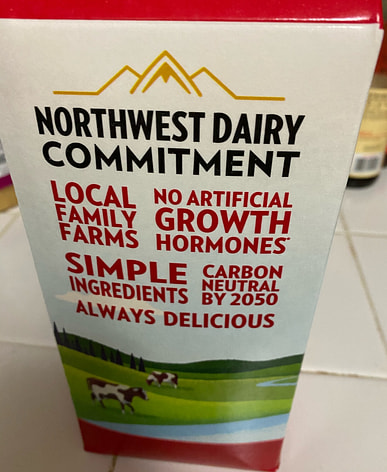 NORTHWEST DAIRY
COMMITMENT
LOCAL
FAMILY
FARMS
NO ARTIFICIAL
GROWTH
HORMONES*
SIMPLE
INGREDIENTS
CARBON
NEUTRAL
BY 2050
ALWAYS DELICIOUS